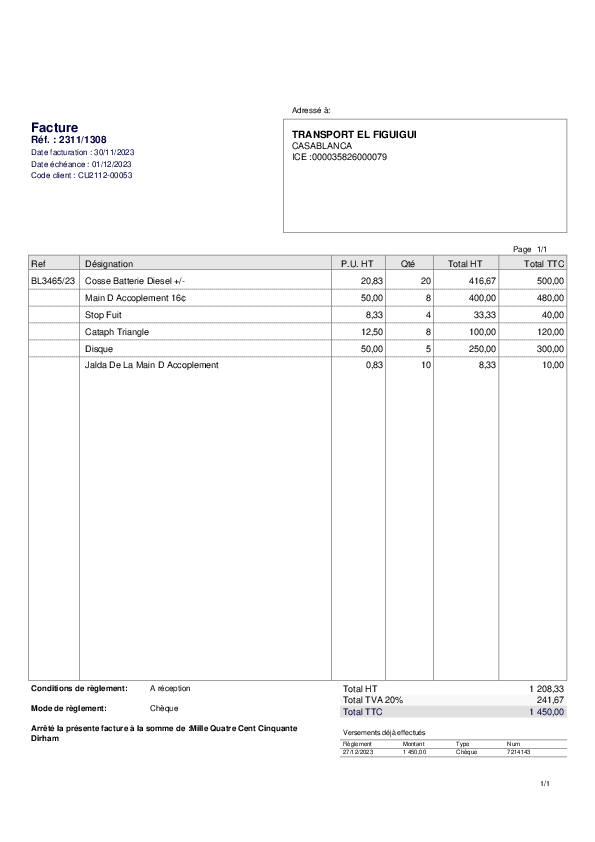 Adressé à:
Facture
Réf. : 2311/1308
Date facturation : 30/11/2023
Date échéance : 01/12/2023
Code client : CU2112-00053
TRANSPORT EL FIGUIGUI
CASABLANCA
ICE :000035826000079
Page 1/1
Ref Désignation P.U. HT Qté Total HT Total TTC
BL3465/23 Cosse Batterie Diesel +/- 20,83 20 416,67 500,00
Main D Accoplement 16¢ 50,00 8 400,00 480,00
Stop Fuit 8,33 4 33,33 40,00
Cataph Triangle 12,50 8 100,00 120,00
Disque 50,00 5 250,00 300,00
Jalda De La Main D Accoplement 0,83 10 8,33 10,00
Conditions de règlement: A réception
Mode de règlement: Chèque
Arrêté la présente facture à la somme de :Mille Quatre Cent Cinquante
Dirham
Total HT 1 208,33
Total TVA 20% 241,67
Total TTC 1 450,00
Versements déjà effectués
Règlement Montant Type Num
27/12/2023 1 450,00 Chèque 7214143
1/1